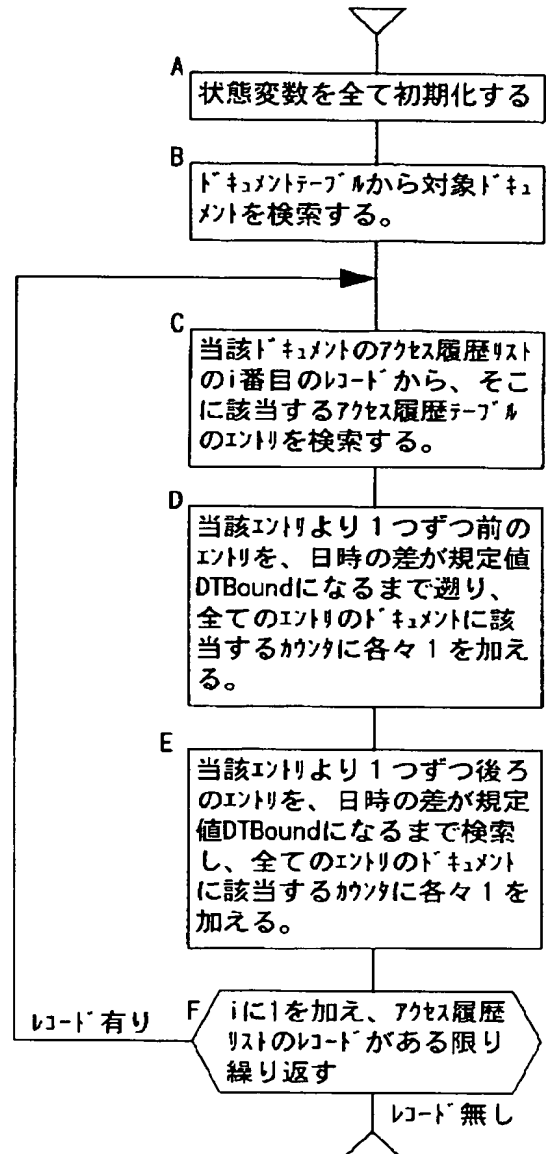 A
状態変数を全て初期化する
B
ﾄﾞｷｭﾒﾝﾄﾃｰﾌﾞﾙから対象ﾄﾞｷｭ
ﾒﾝﾄを検索する。
C
当該ﾄﾞｷｭﾒﾝﾄのｱｸｾｽ履歴ﾘｽﾄ
のi番目のﾚｺｰﾄﾞから、そこ
に該当するｱｸｾｽ履歴ﾃｰﾌﾞﾙ
のｴﾝﾄﾘを検索する。
D
当該ｴﾝﾄﾘより１つずつ前の
ｴﾝﾄﾘを、日時の差が規定値
DTBoundになるまで遡り、
全てのｴﾝﾄﾘのﾄﾞｷｭﾒﾝﾄに該
当するｶｳﾝﾀに各々１を加え
る。
E
当該ｴﾝﾄﾘより１つずつ後ろ
のｴﾝﾄﾘを、日時の差が規定
値DTBoundになるまで検索
し、全てのｴﾝﾄﾘのﾄﾞｷｭﾒﾝﾄ
に該当するｶｳﾝﾀに各々１を
加える。
F
iに1を加え、ｱｸｾｽ履歴
ﾘｽﾄのﾚｺｰﾄﾞがある限り
繰り返す
ﾚｺｰﾄﾞ有り
ﾚｺｰﾄﾞ無し